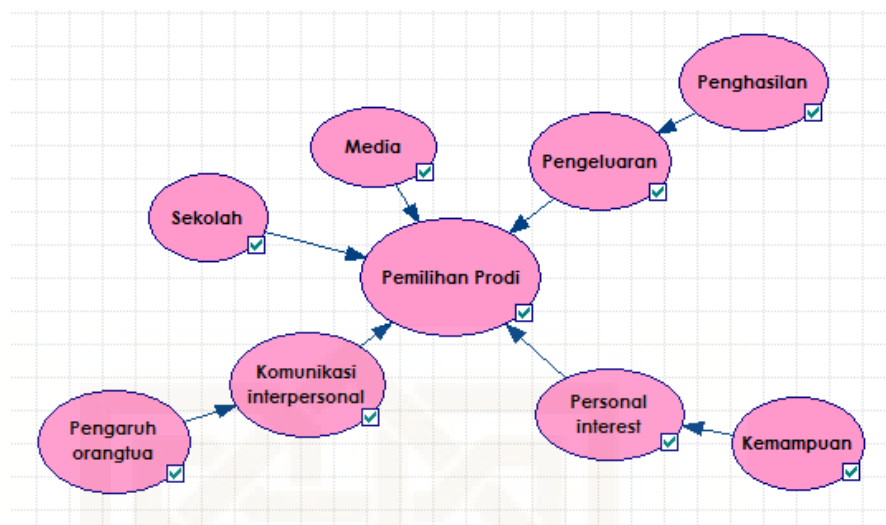 Penghasilan
Media
Pengeluaran
Sekolah
Pemilihan Prodi
Komunikasi
interpersonal
Personal
interest
Pengaruh
orangtua
Kemampuan